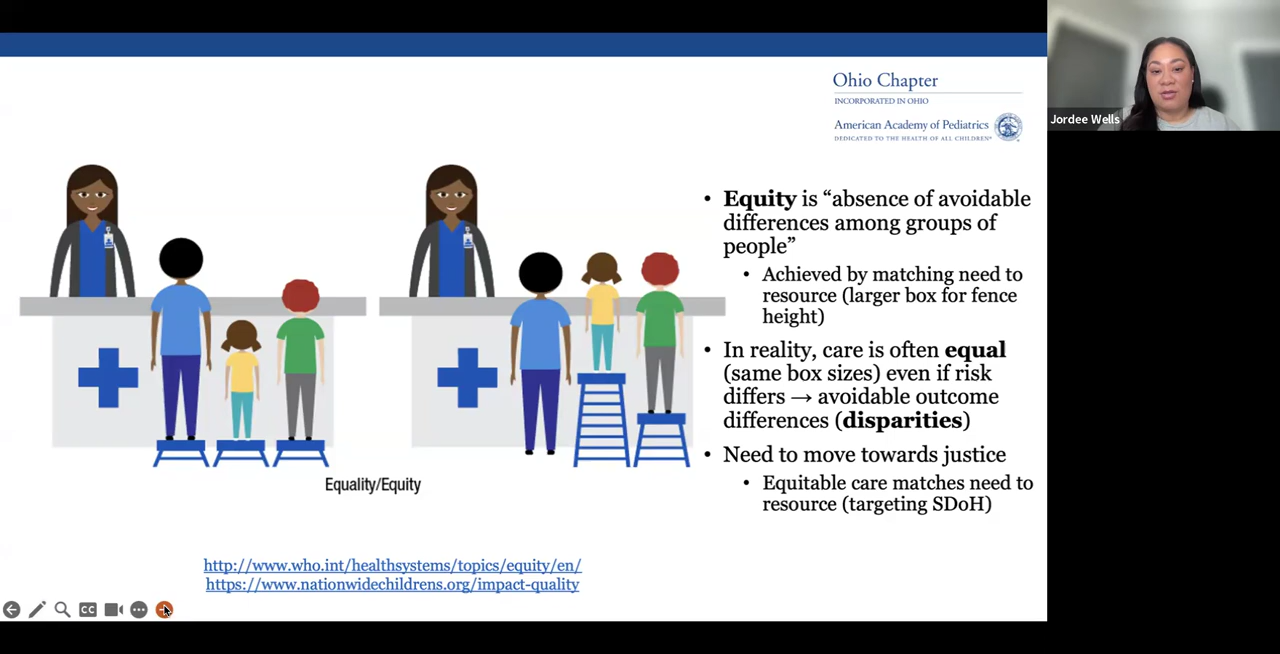 Ohio Chapter
INCORPORATED IN OHIO
American Academy of Pediatrics
DEDICATED TO THE HEALTH OF ALL CHILDREN®
Jordee Wells
• Equity is “absence of avoidable
differences among groups of
people”
• Achieved by matching need to
resource (larger box for fence
height)
• In reality, care is often equal
(same box sizes) even if risk
differs → avoidable outcome
differences (disparities)
• Need to move towards justice
• Equitable care matches need to
resource (targeting SDoH)
Equality/Equity
http://www.who.int/healthsystems/topics/equity/en/
https://www.nationwidechildrens.org/impact-quality
CC